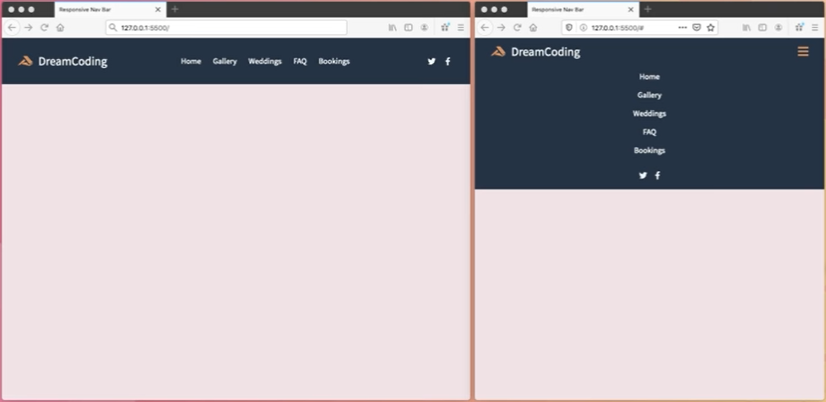 Responsive Nav Bar
127.0.0.1:5500/
DreamCoding
Home Gallery Weddings FAQ Bookings
Responsive Nav Bar
127.0.0.1:5500/#
DreamCoding
Home
Gallery
Weddings
FAQ
Bookings